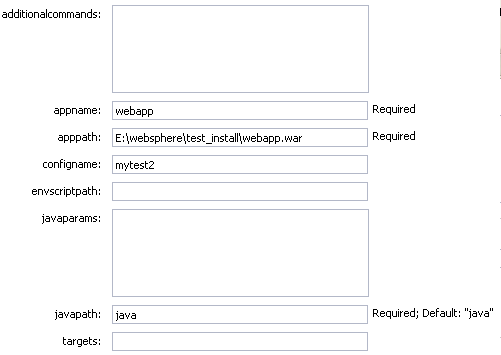 additionalcommands:
appname: webapp Required
apppath: E:\websphere\test_install\webapp.war Required
configname: mytest2
envscriptpath:
javaparams:
javapath: java Required; Default: "java"
targets: